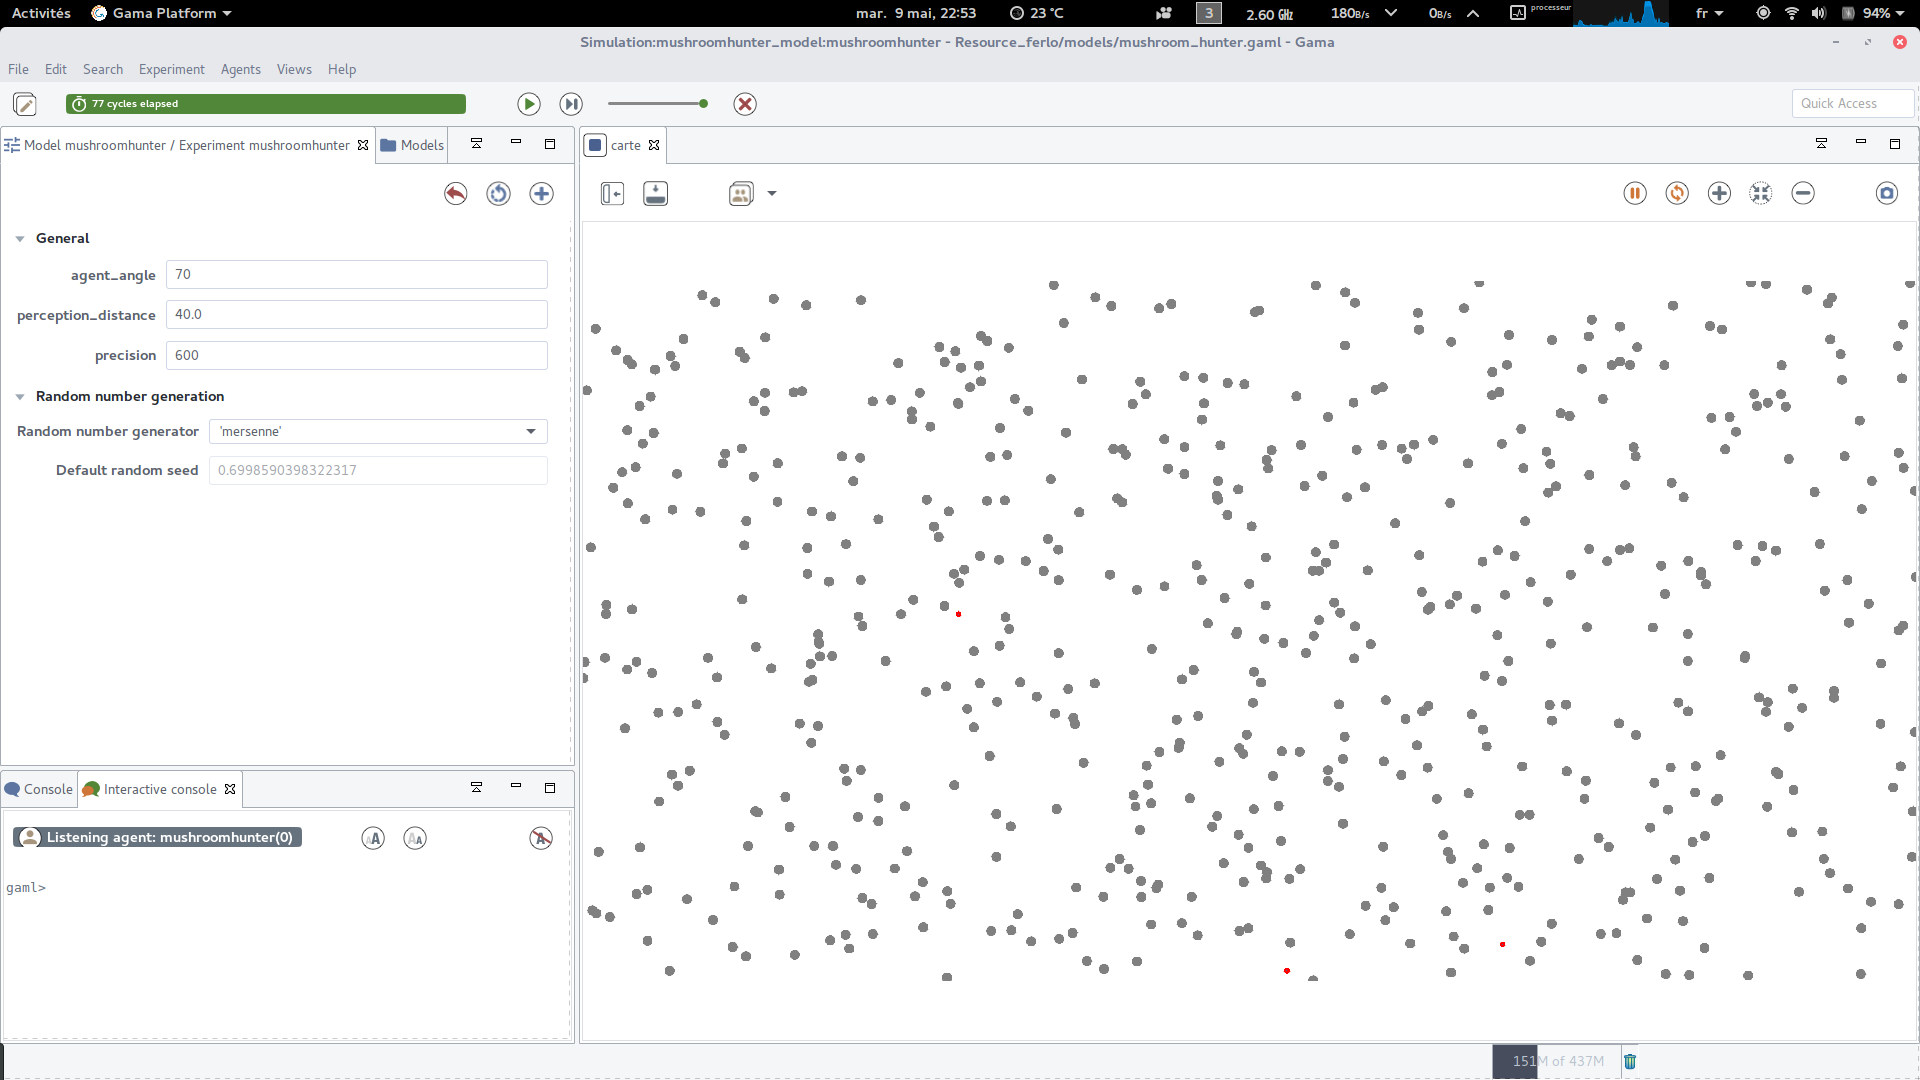 Activités Gama Platform mar. 9 mai, 22:53 23 °C 3 2.60 GHz 180B/s 0B/s processeur fr 94%
Simulation:mushroomhunter_model:mushroomhunter - Resource_ferlo/models/mushroom_hunter.gaml - Gama
File Edit Search Experiment Agents Views Help
77 cycles elapsed Quick Access
Model mushroomhunter / Experiment mushroomhunter Models carte
General
agent_angle 70
perception_distance 40.0
precision 600
Random number generation
Random number generator 'mersenne'
Default random seed 0.6998590398322317
Console Interactive console
Listening agent: mushroomhunter(0) AA AA A
gaml>
151M of 437M